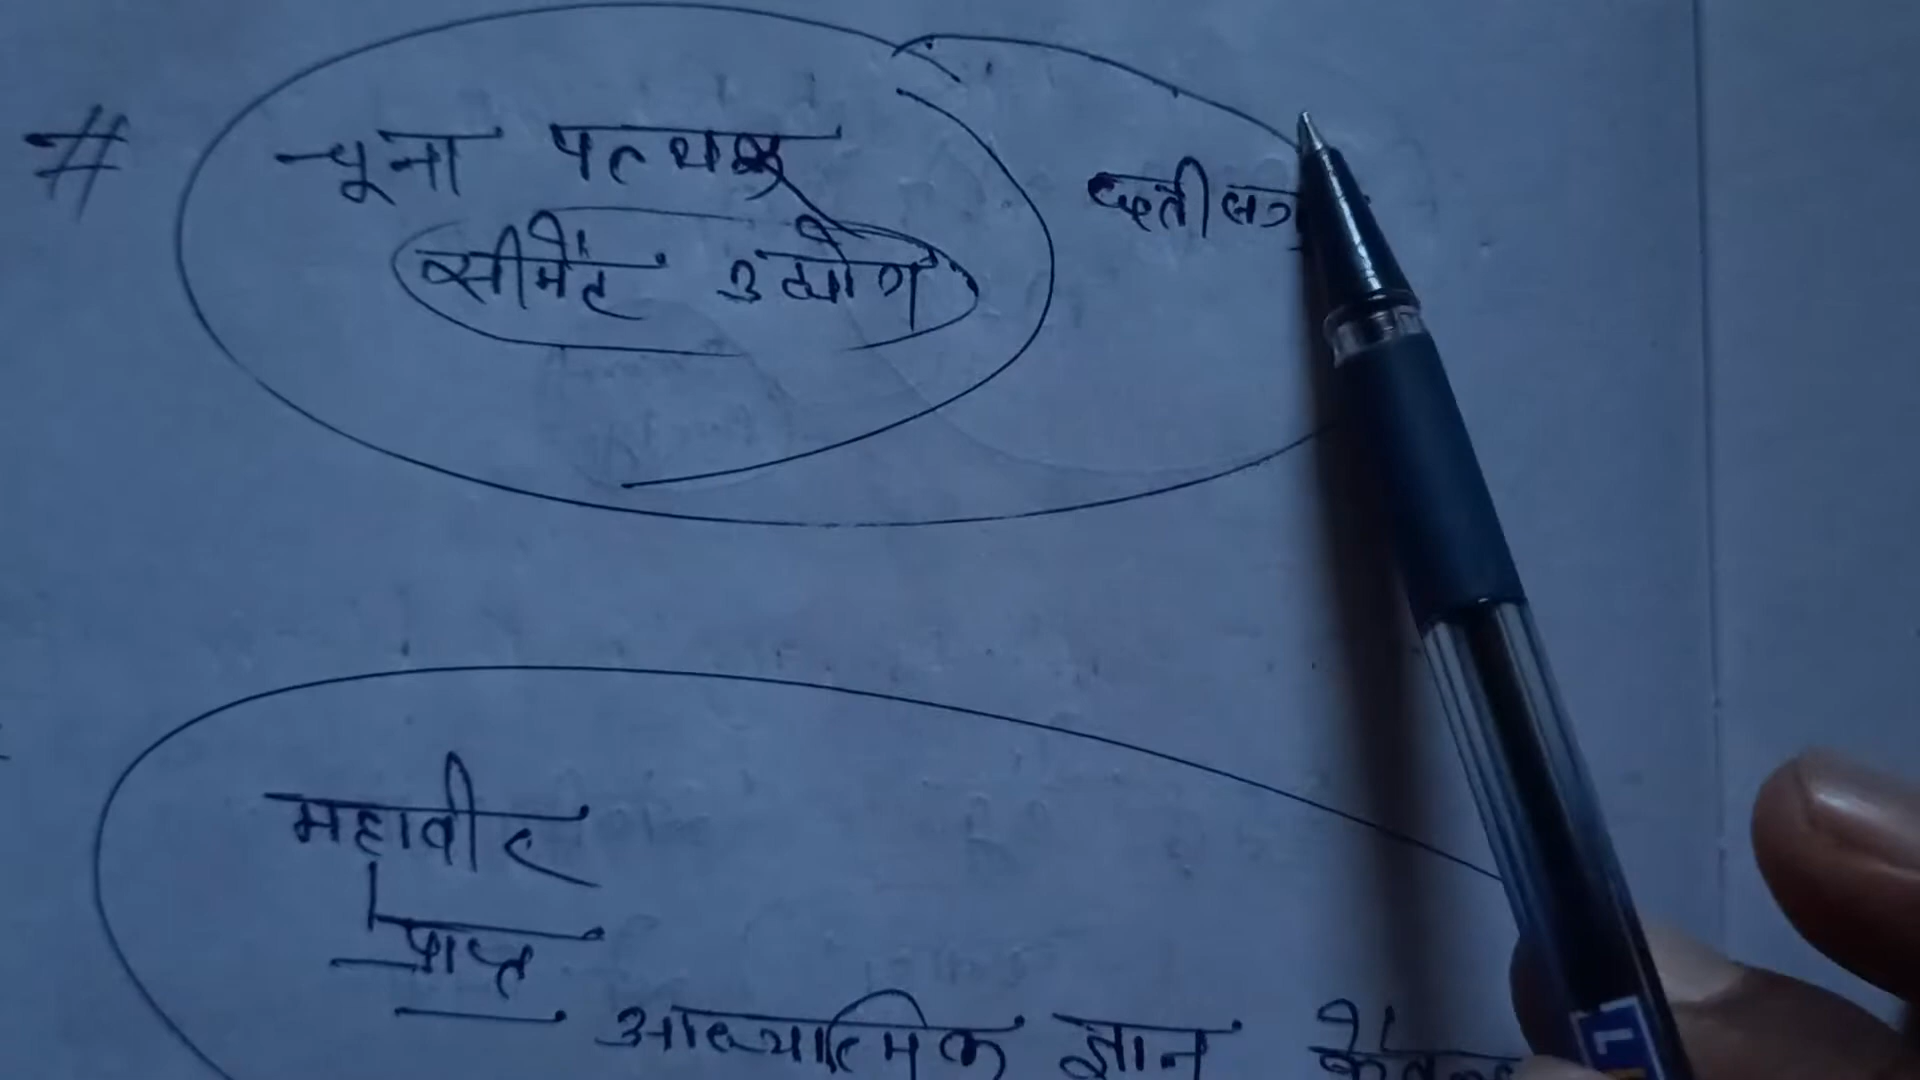 # चूना पत्थर
सीमेंट उद्योग
महावीर
प्राप्त
आध्यात्मिक ज्ञान